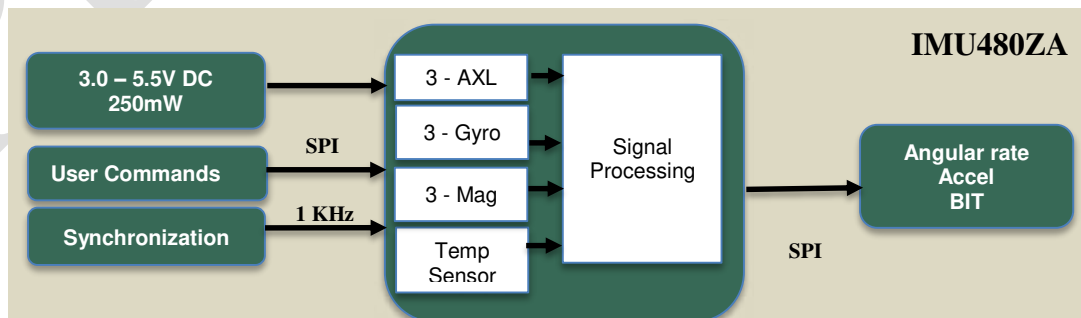 IMU480ZA
3.0 – 5.5V DC
250mW
SPI
User Commands
1 KHz
Synchronization
3 - AXL
3 - Gyro
3 - Mag
Temp
Sensor
Signal
Processing
SPI
Angular rate
Accel
BIT